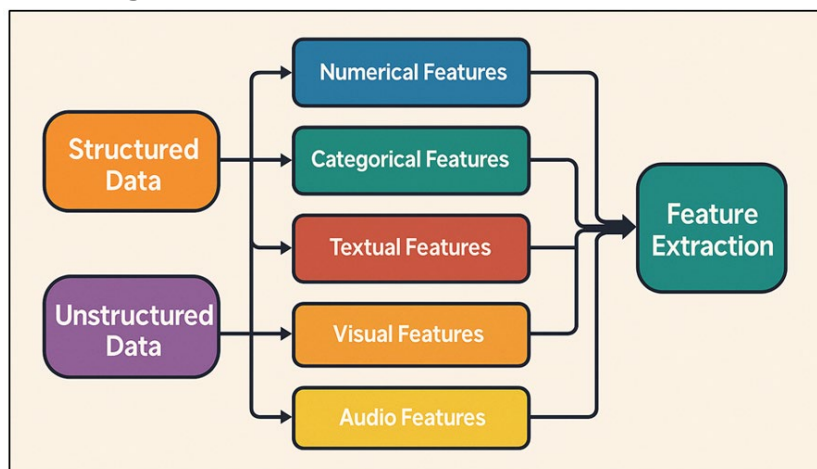 Structured
Data
Unstructured
Data
Numerical Features
Categorical Features
Textual Features
Visual Features
Audio Features
Feature
Extraction